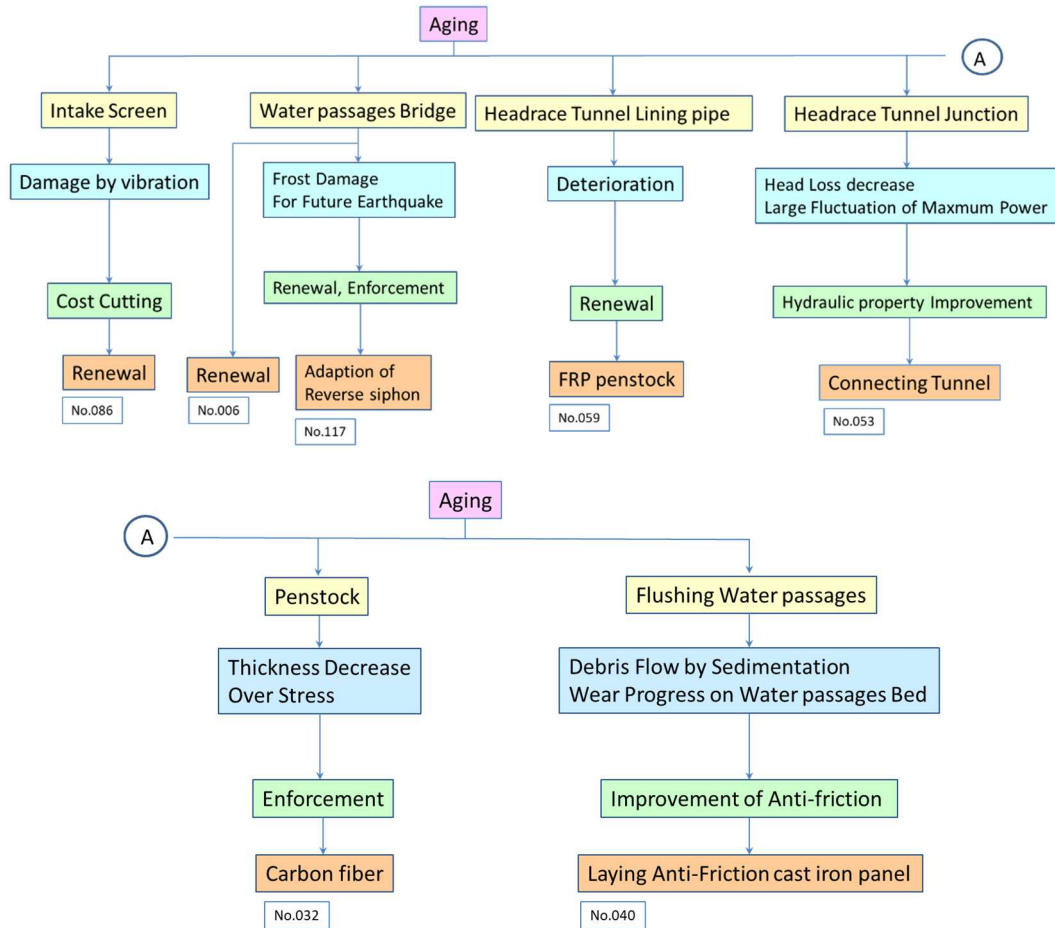 Aging
A
Intake Screen
Water passages Bridge
Headrace Tunnel Lining pipe
Headrace Tunnel Junction
Damage by vibration
Frost Damage
For Future Earthquake
Deterioration
Head Loss decrease
Large Fluctuation of Maxmum Power
Cost Cutting
Renewal, Enforcement
Renewal
Hydraulic property Improvement
Renewal
Renewal
Adaption of
Reverse siphon
FRP penstock
Connecting Tunnel
No.086
No.006
No.117
No.059
No.053
Aging
A
Penstock
Flushing Water passages
Thickness Decrease
Over Stress
Debris Flow by Sedimentation
Wear Progress on Water passages Bed
Enforcement
Improvement of Anti-friction
Carbon fiber
Laying Anti-Friction cast iron panel
No.032
No.040